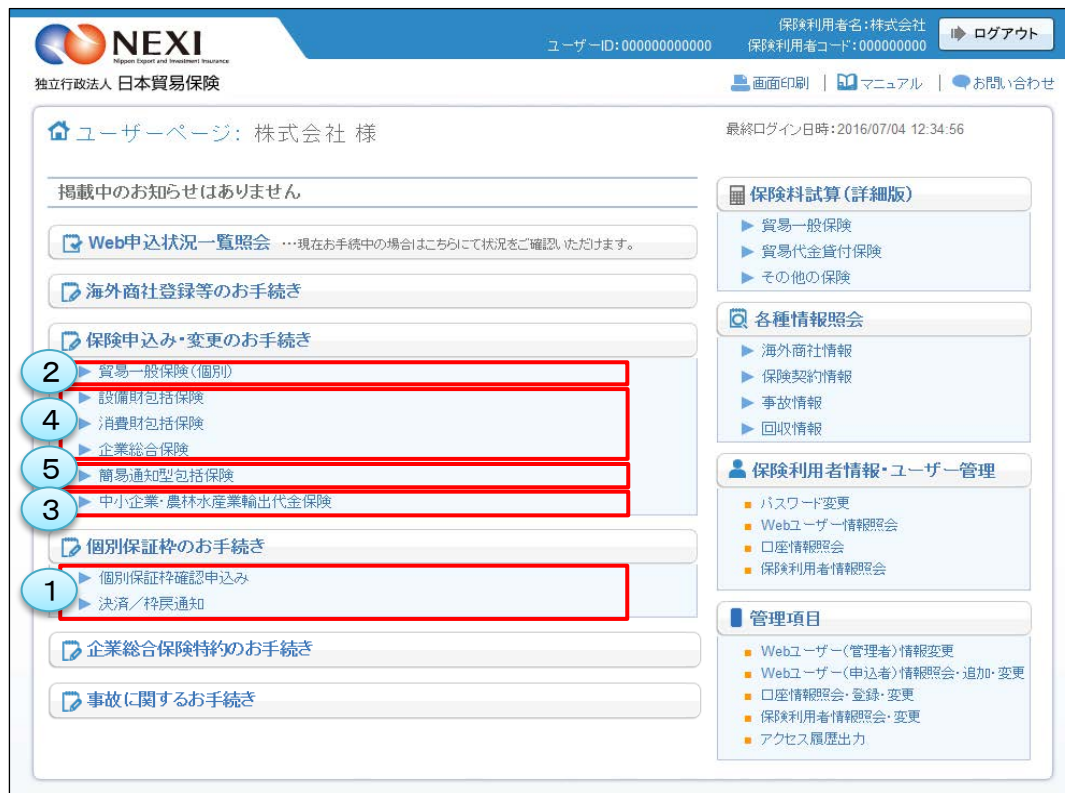 NEXI
Nippon Export and Investment Insurance
独立行政法人 日本貿易保険
ユーザーID:000000000000
保険利用者名:株式会社
保険利用者コード:000000000
ログアウト
画面印刷 | マニュアル | お問い合わせ
ユーザーページ: 株式会社 様
最終ログイン日時:2016/07/04 12:34:56
掲載中のお知らせはありません
Web申込状況一覧照会 …現在お手続中の場合はこちらにて状況をご確認いただけます。
海外商社登録等のお手続き
保険申込み・変更のお手続き
2 貿易一般保険(個別)
設備財包括保険
4 消費財包括保険
企業総合保険
5 簡易通知型包括保険
3 中小企業・農林水産業輸出代金保険
個別保証枠のお手続き
1 個別保証枠確認申込み
決済/枠戻通知
企業総合保険特約のお手続き
事故に関するお手続き
保険料試算(詳細版)
貿易一般保険
貿易代金貸付保険
その他の保険
各種情報照会
海外商社情報
保険契約情報
事故情報
回収情報
保険利用者情報・ユーザー管理
パスワード変更
Webユーザー情報照会
口座情報照会
保険利用者情報照会
管理項目
Webユーザー(管理者)情報変更
Webユーザー(申込者)情報照会・追加・変更
口座情報照会・登録・変更
保険利用者情報照会・変更
アクセス履歴出力